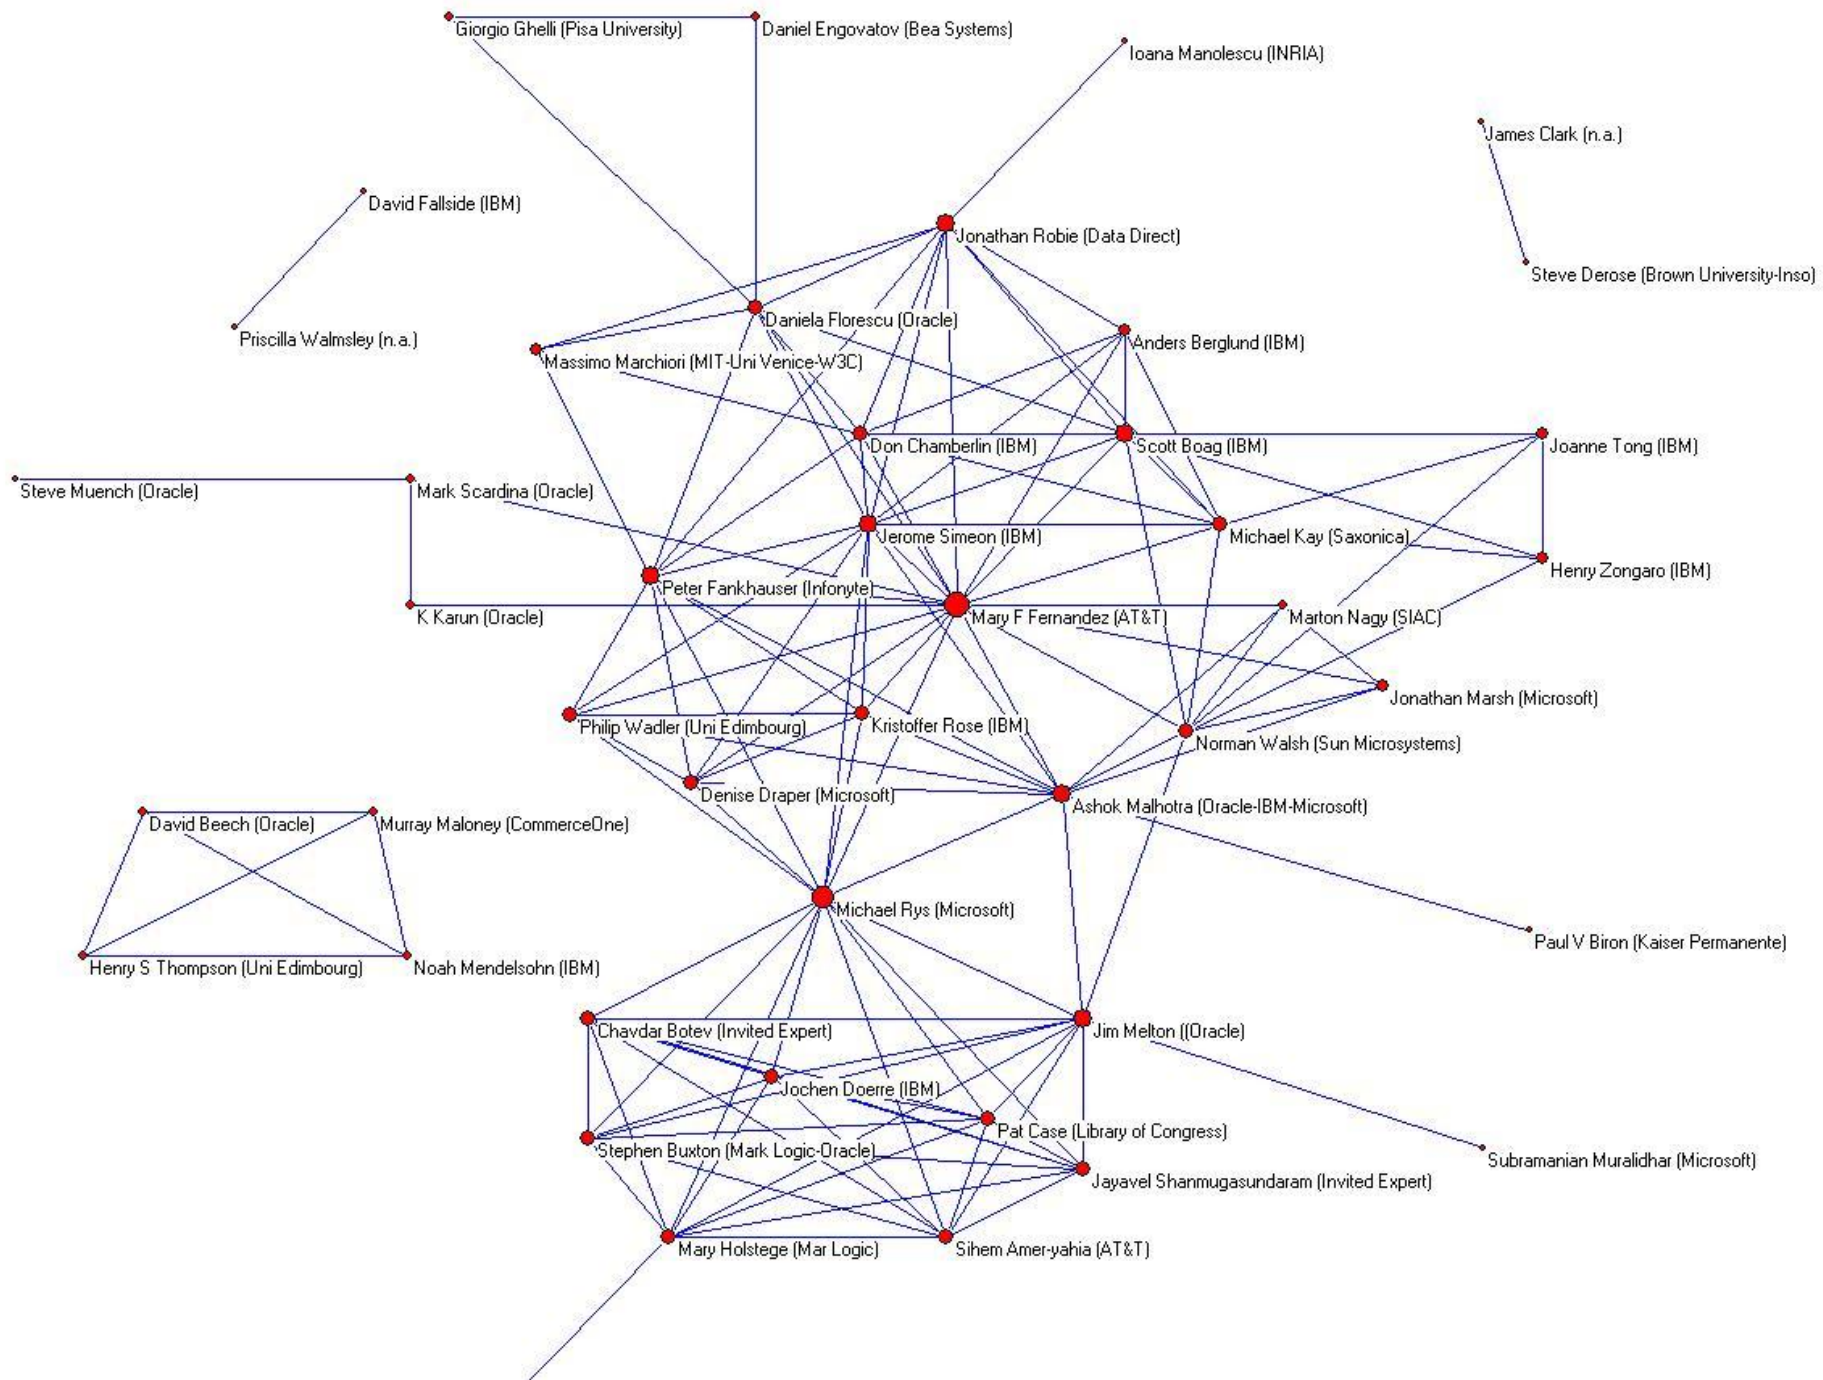 Giorgio Ghelli (Pisa University)
Daniel Engovatov (Bea Systems)
Ioana Manolescu (INRIA)
James Clark (n.a.)
David Fallside (IBM)
Jonathan Robie (Data Direct)
Steve Derose (Brown University-Inso)
Daniela Florescu (Oracle)
Priscilla Walmsley (n.a.)
Anders Berglund (IBM)
Massimo Marchiori (MIT-Uni Venice-W3C)
Don Chamberlin (IBM)
Scott Boag (IBM)
Joanne Tong (IBM)
Steve Muench (Oracle)
Mark Scardina (Oracle)
Jerome Simeon (IBM)
Michael Kay (Saxonica)
Henry Zongaro (IBM)
Peter Fankhauser (Infonyte)
K Karun (Oracle)
Mary F Fernandez (AT&T)
Marton Nagy (SIAC)
Jonathan Marsh (Microsoft)
Philip Wadler (Uni Edimbourg)
Kristoffer Rose (IBM)
Norman Walsh (Sun Microsystems)
Denise Draper (Microsoft)
Ashok Malhotra (Oracle-IBM-Microsoft)
David Beech (Oracle)
Murray Maloney (CommerceOne)
Michael Rys (Microsoft)
Paul V Biron (Kaiser Permanente)
Henry S Thompson (Uni Edimbourg)
Noah Mendelsohn (IBM)
Chavdar Botev (Invited Expert)
Jim Melton ((Oracle)
Jochen Doerre (IBM)
Pat Case (Library of Congress)
Stephen Buxton (Mark Logic-Oracle)
Subramanian Muralidhar (Microsoft)
Jayavel Shanmugasundaram (Invited Expert)
Mary Holstege (Mar Logic)
Sihem Amer-yahia (AT&T)